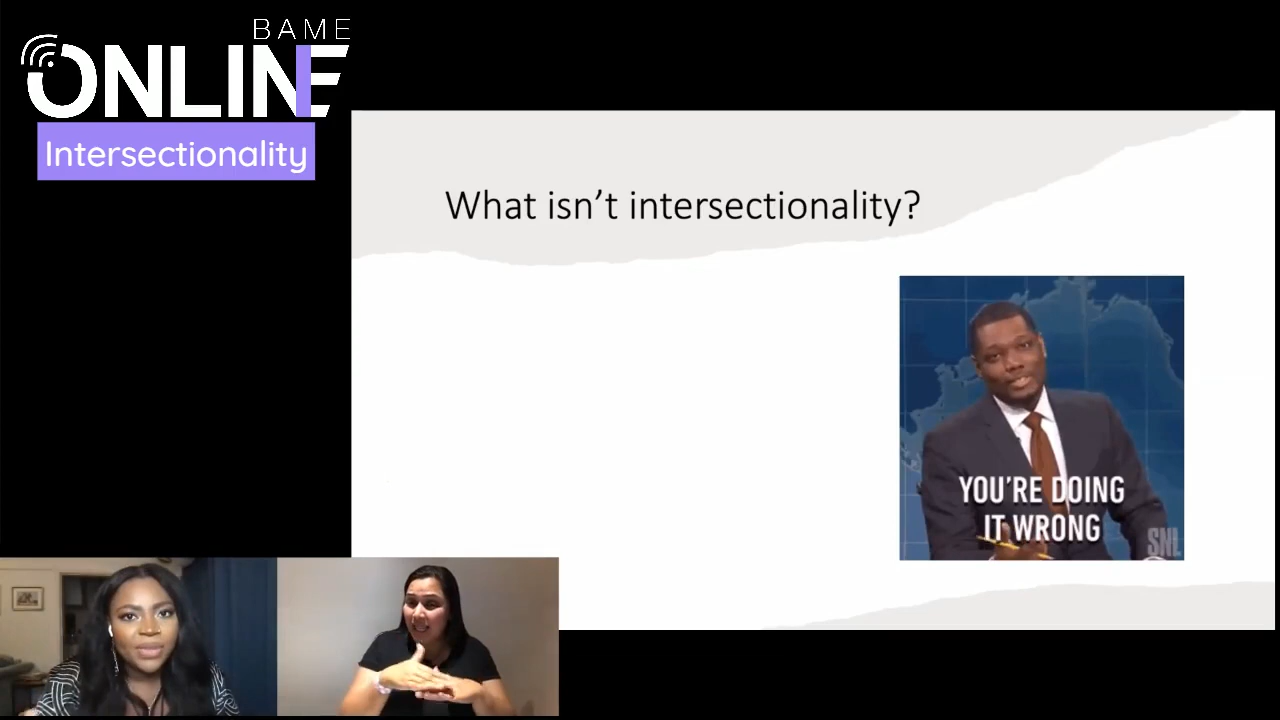 BAME
ONLINE
Intersectionality
What isn’t intersectionality?
YOU'RE DOING
IT WRONG
SNL